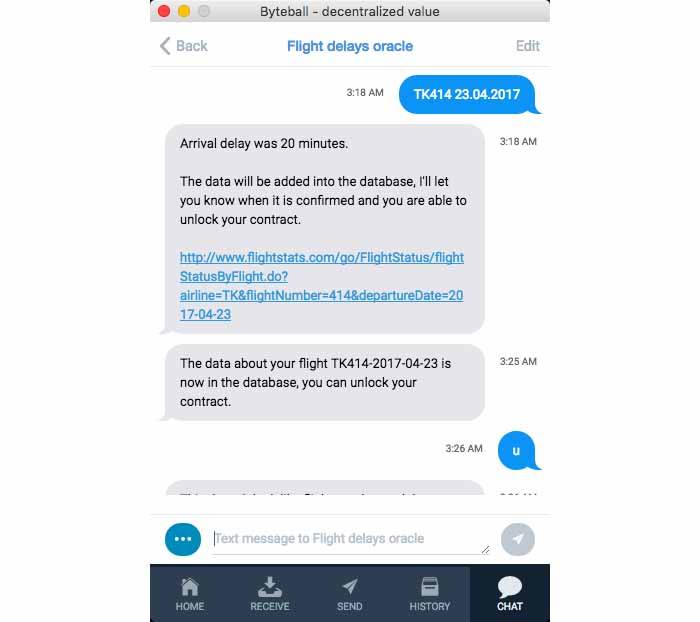 Byteball - decentralized value
Back
Flight delays oracle
Edit
3:18 AM
TK414 23.04.2017
Arrival delay was 20 minutes.
3:18 AM
The data will be added into the database, I'll let
you know when it is confirmed and you are able to
unlock your contract.
http://www.flightstats.com/go/FlightStatus/flight
StatusByFlight.do?
airline=TK&flightNumber=414&departureDate=20
17-04-23
The data about your flight TK414-2017-04-23 is
3:25 AM
now in the database, you can unlock your
contract.
3:26 AM
u
Text message to Flight delays oracle
HOME
RECEIVE
SEND
HISTORY
CHAT